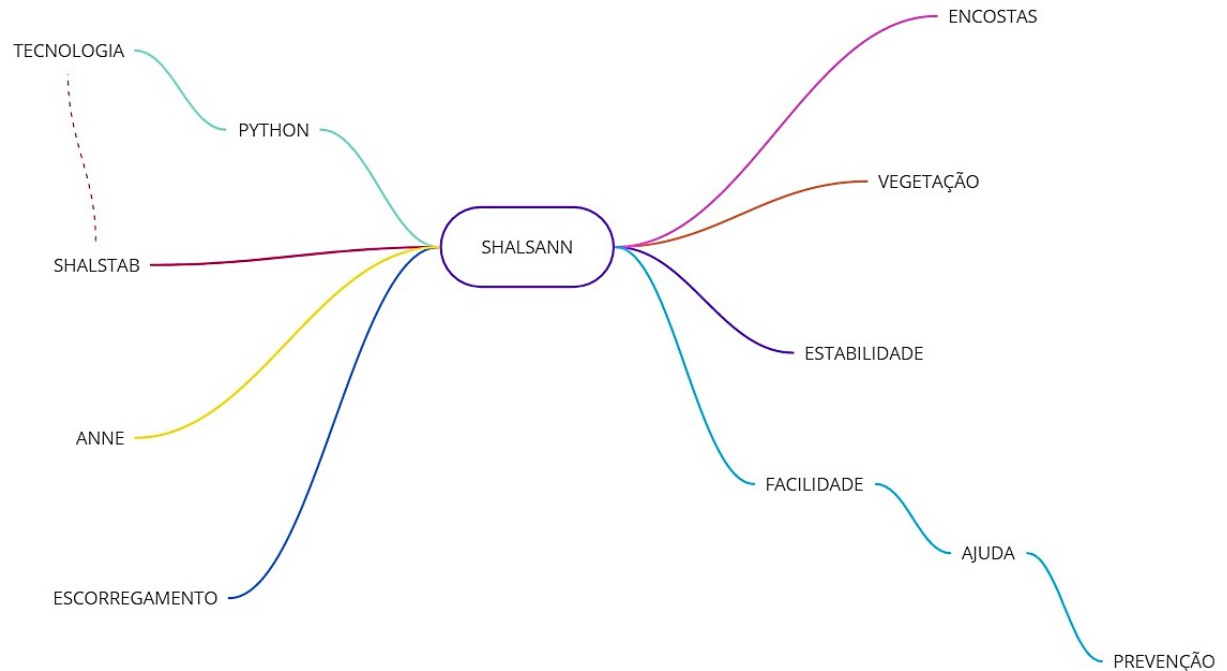 ENCOSTAS
TECNOLOGIA
PYTHON
VEGETAÇÃO
SHALSANN
SHALSTAB
ESTABILIDADE
ANNE
FACILIDADE
AJUDA
ESCORREGAMENTO
PREVENÇÃO